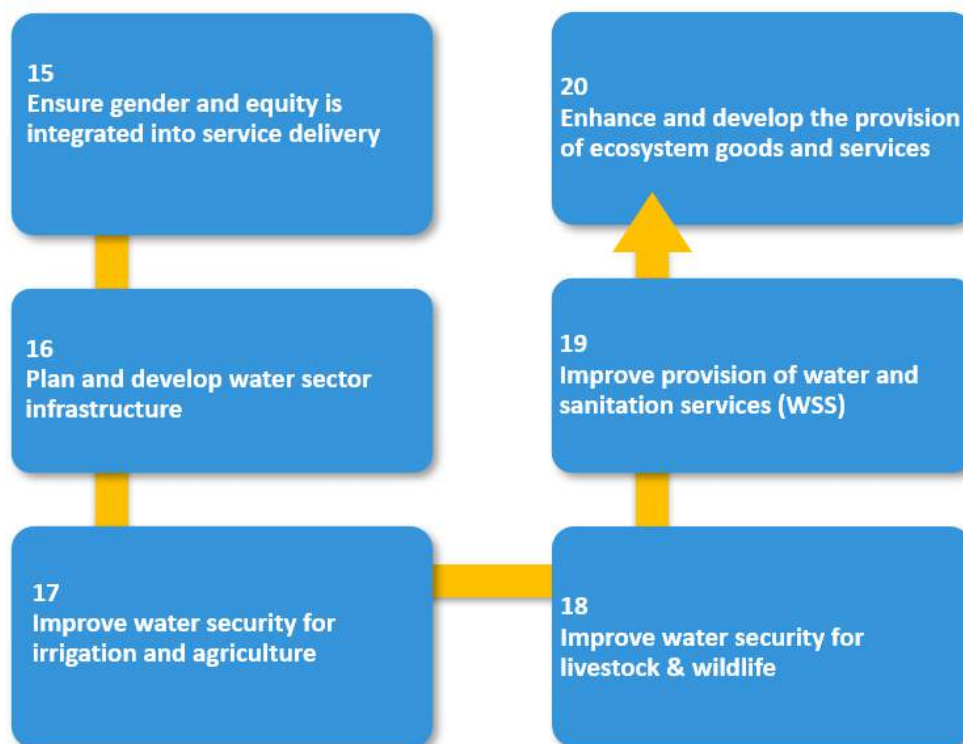 15
Ensure gender and equity is
integrated into service delivery
16
Plan and develop water sector
infrastructure
17
Improve water security for
irrigation and agriculture
18
Improve water security for
livestock & wildlife
19
Improve provision of water and
sanitation services (WSS)
20
Enhance and develop the provision
of ecosystem goods and services